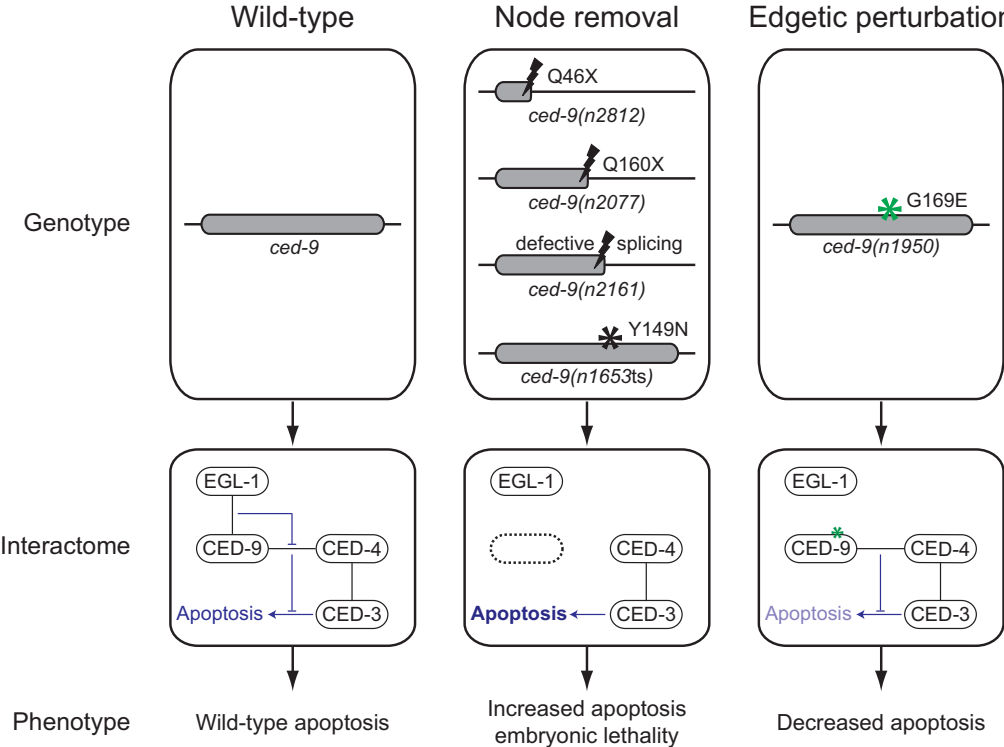 Wild-type
Node removal
Edgetic perturbation
Genotype
ced-9
Q46X
ced-9(n2812)
Q160X
ced-9(n2077)
defective splicing
ced-9(n2161)
Y149N
ced-9(n1653ts)
G169E
ced-9(n1950)
Interactome
EGL-1
CED-9
CED-4
Apoptosis
CED-3
EGL-1
CED-4
Apoptosis
CED-3
EGL-1
CED-9
CED-4
Apoptosis
CED-3
Phenotype
Wild-type apoptosis
Increased apoptosis
embryonic lethality
Decreased apoptosis